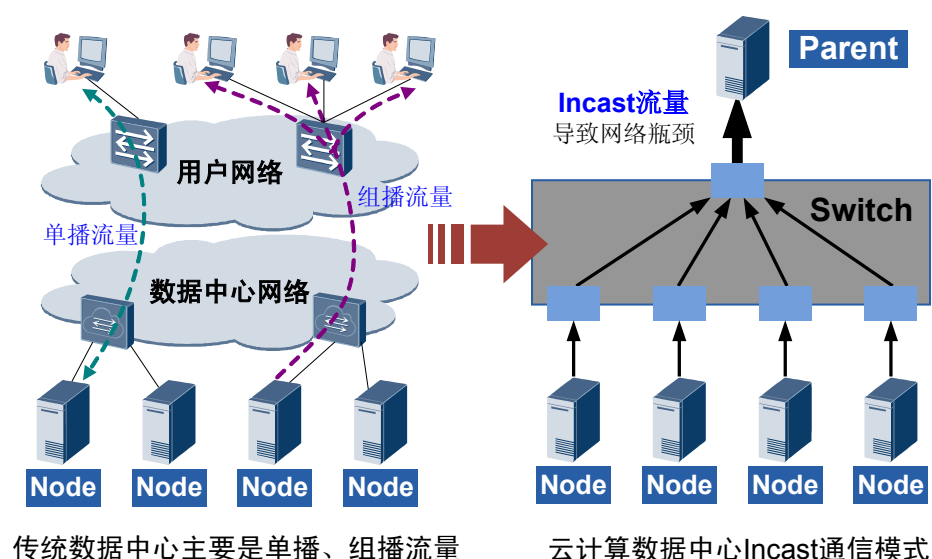 用户网络
单播流量
组播流量
数据中心网络
Node
Node
Node
Node
传统数据中心主要是单播、组播流量
Parent
Incast流量
导致网络瓶颈
Switch
Node
Node
Node
Node
云计算数据中心Incast通信模式